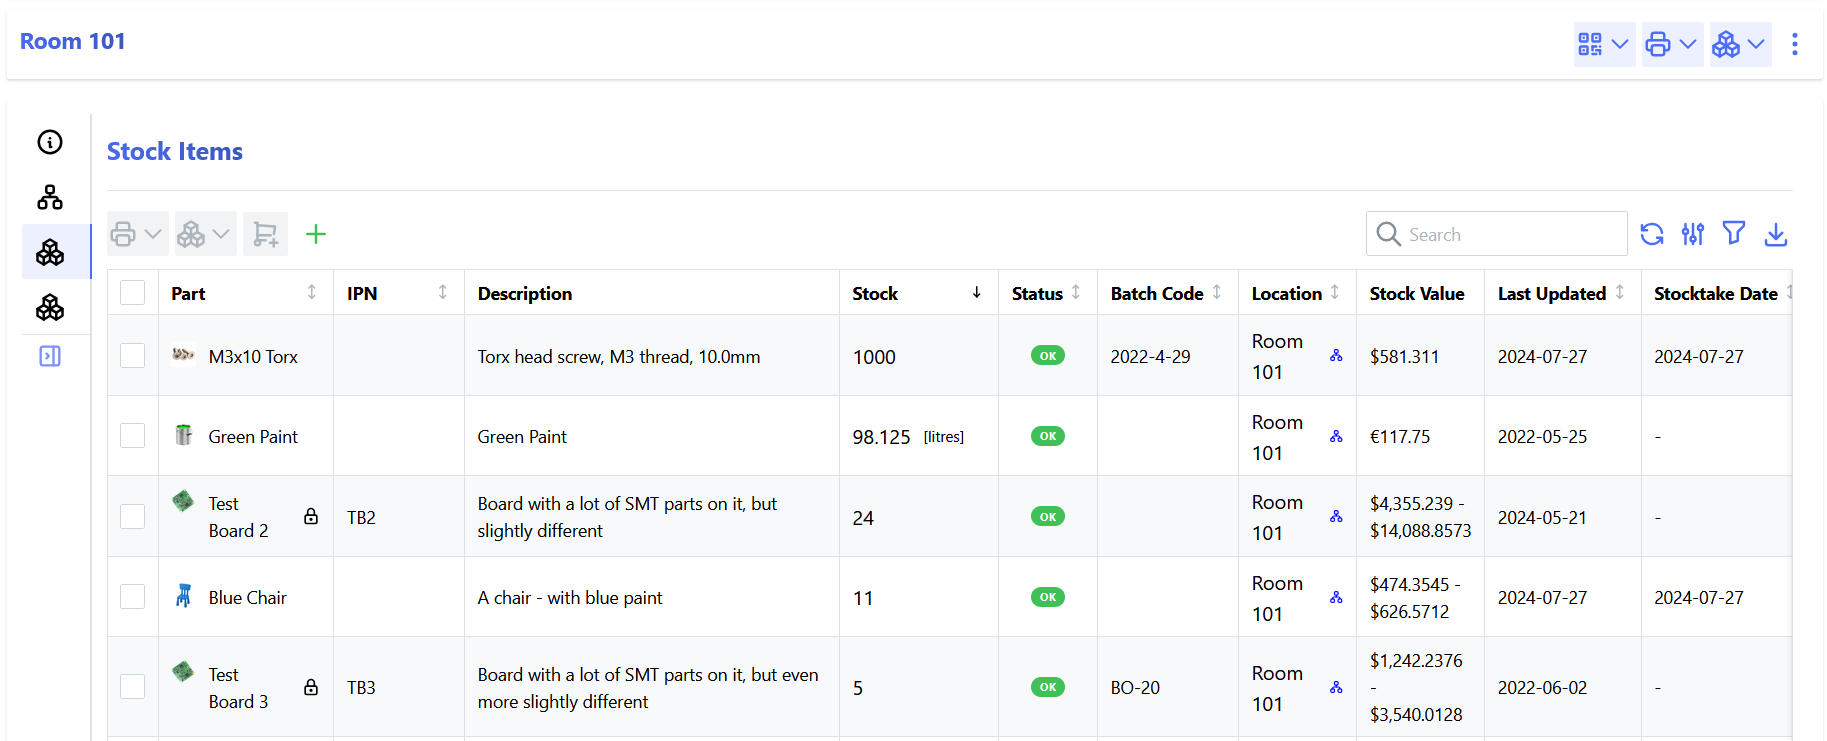 Room 101
Stock Items
Search
Part IPN Description Stock Status Batch Code Location Stock Value Last Updated Stocktake Date
M3x10 Torx Torx head screw, M3 thread, 10.0mm 1000 OK 2022-4-29 Room 101 $581.311 2024-07-27 2024-07-27
Green Paint Green Paint 98.125 [litres] OK Room 101 €117.75 2022-05-25 -
Test Board 2 TB2 Board with a lot of SMT parts on it, but slightly different 24 OK Room 101 $4,355.239 - $14,088.8573 2024-05-21 -
Blue Chair A chair - with blue paint 11 OK Room 101 $474.3545 - $626.5712 2024-07-27 2024-07-27
Test Board 3 TB3 Board with a lot of SMT parts on it, but even more slightly different 5 OK BO-20 Room 101 $1,242.2376 - $3,540.0128 2022-06-02 -